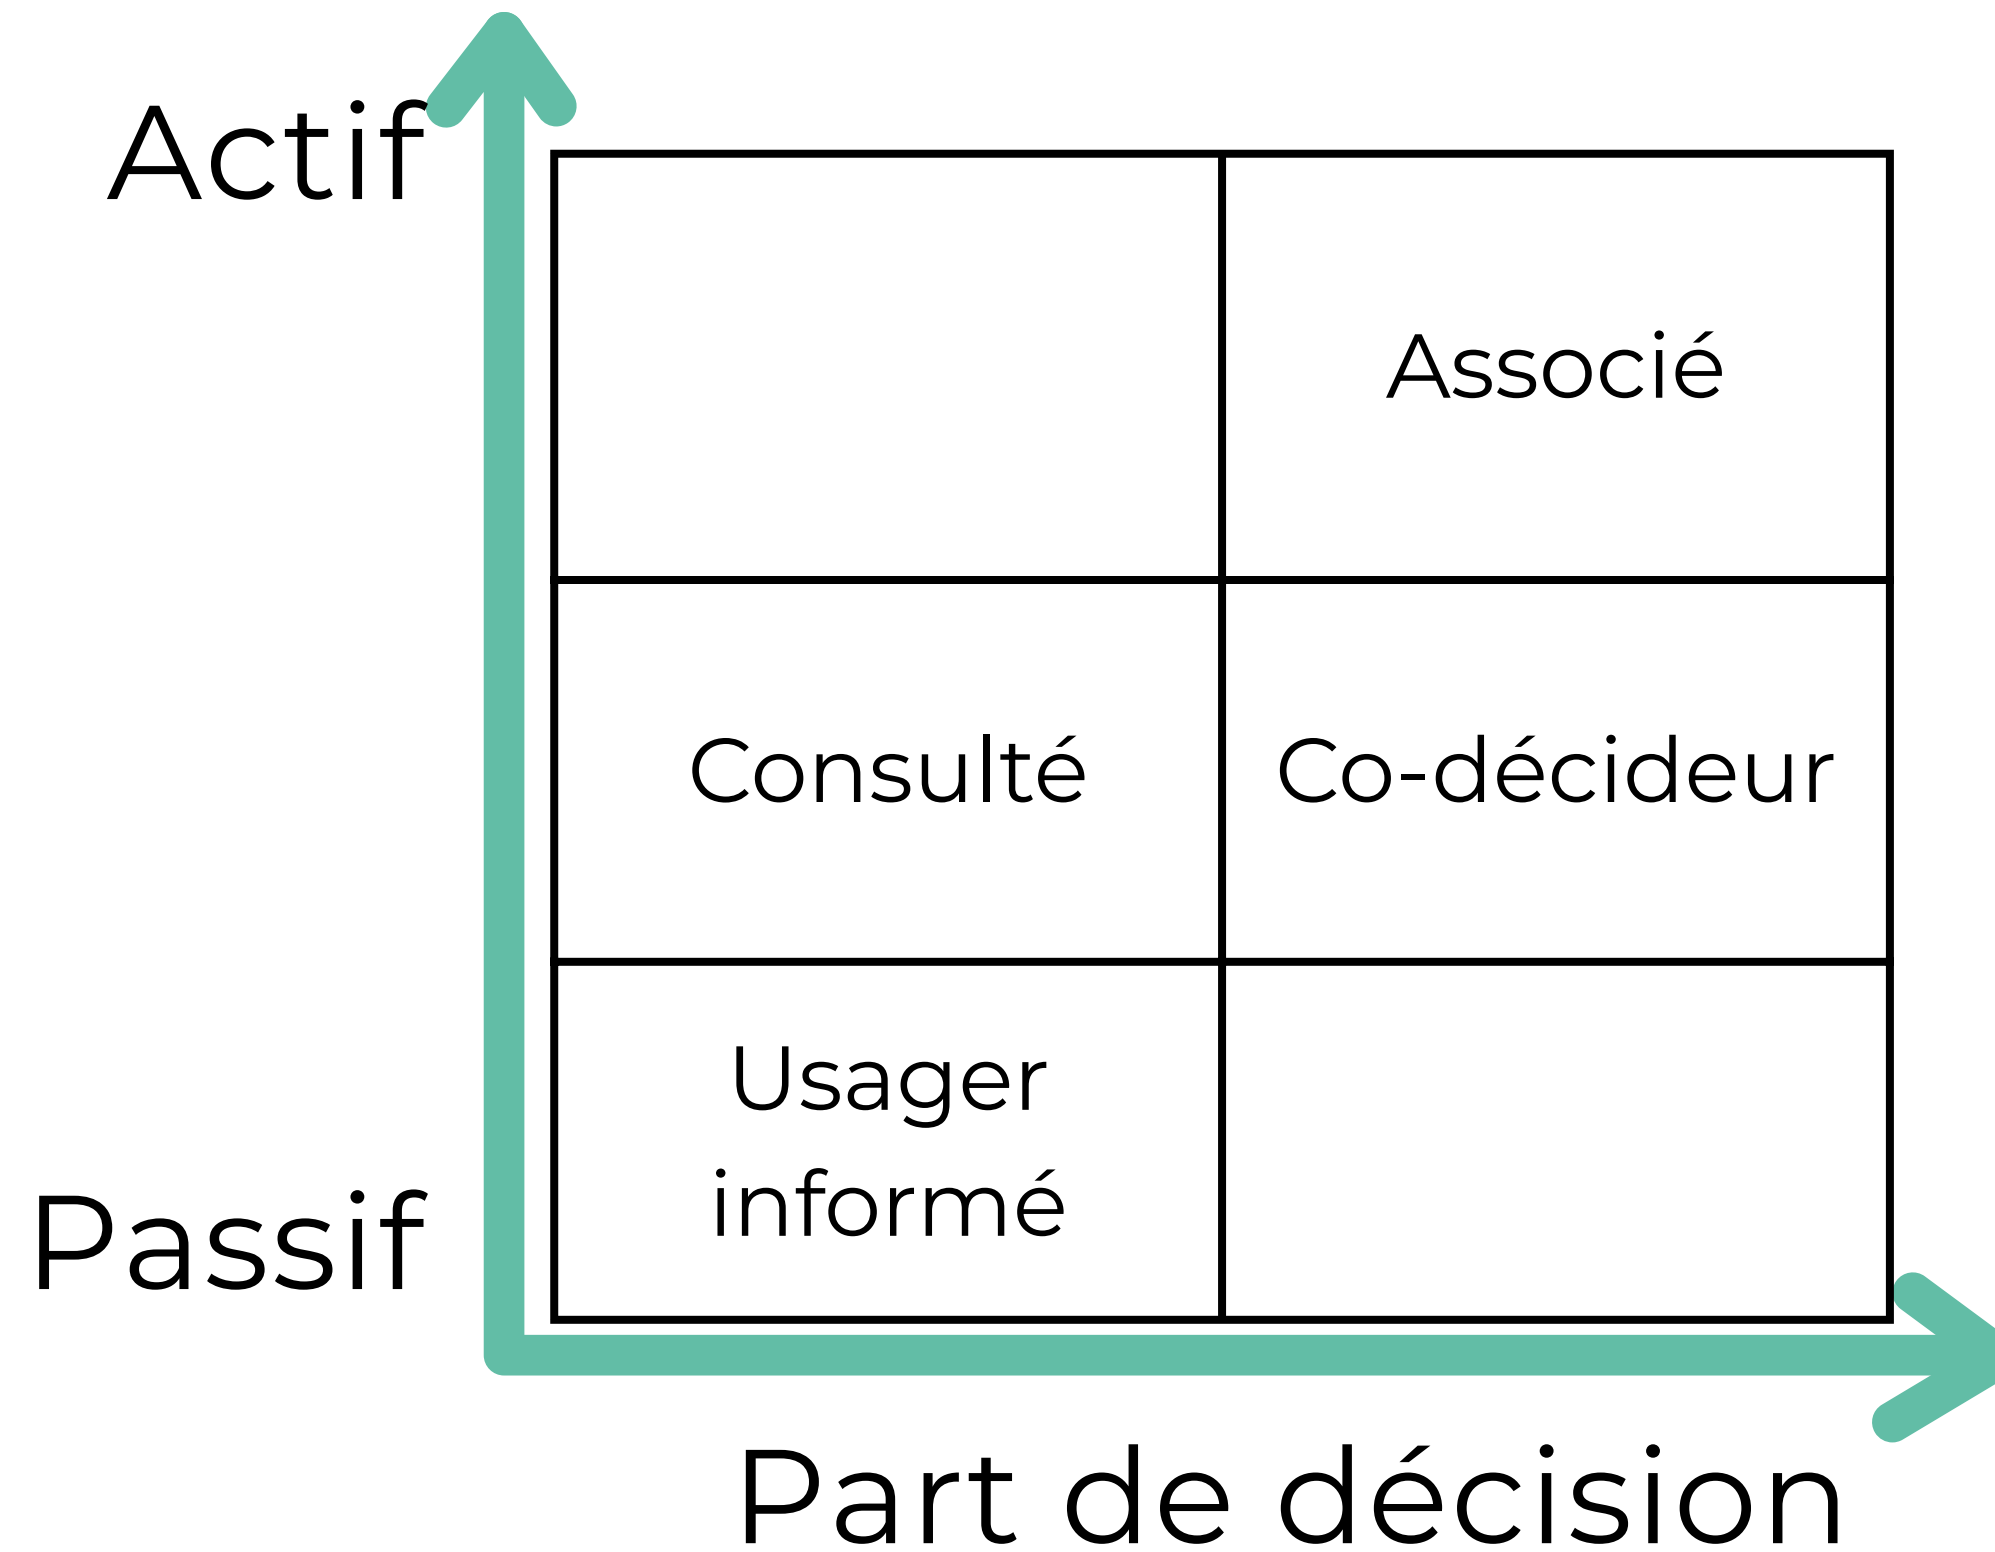 Actif
Associé
Consulté
Co-décideur
Usager
informé
Passif
Part de décision